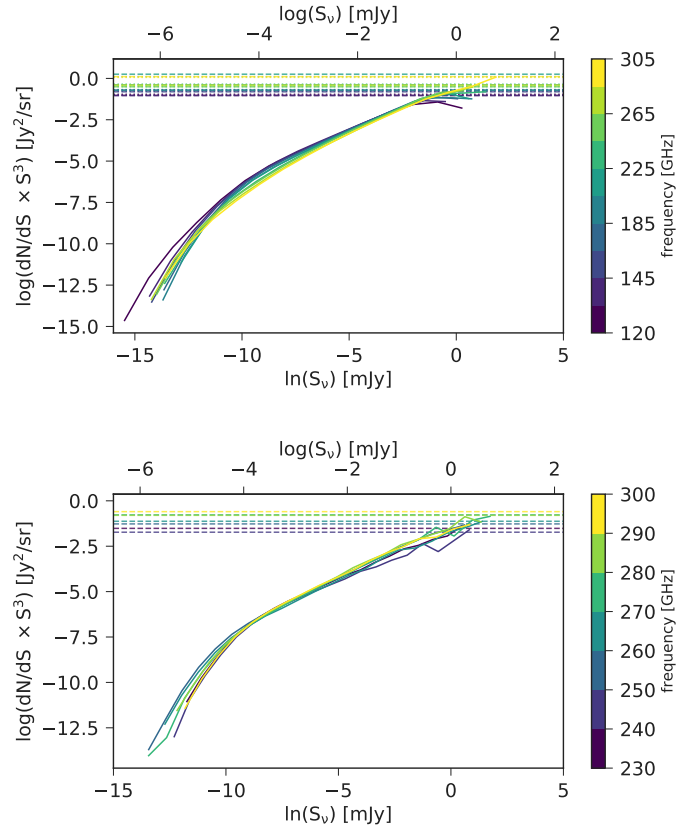 log(Sν) [mJy]
−6 −4 −2 0 2
0.0
−2.5
−5.0
−7.5
−10.0
−12.5
−15.0
log(dN/dS × S³) [Jy²/sr]
−15 −10 −5 0 5
ln(Sν) [mJy]
305
265
225
185
145
120
frequency [GHz]
log(Sν) [mJy]
−6 −4 −2 0 2
0.0
−2.5
−5.0
−7.5
−10.0
−12.5
log(dN/dS × S³) [Jy²/sr]
−15 −10 −5 0 5
ln(Sν) [mJy]
300
290
280
270
260
250
240
230
frequency [GHz]